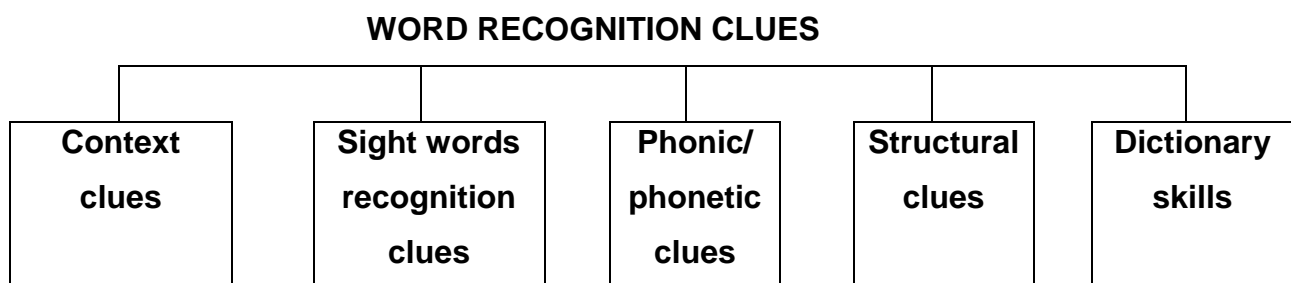 WORD RECOGNITION CLUES
Context
clues
Sight words
recognition
clues
Phonic/
phonetic
clues
Structural
clues
Dictionary
skills